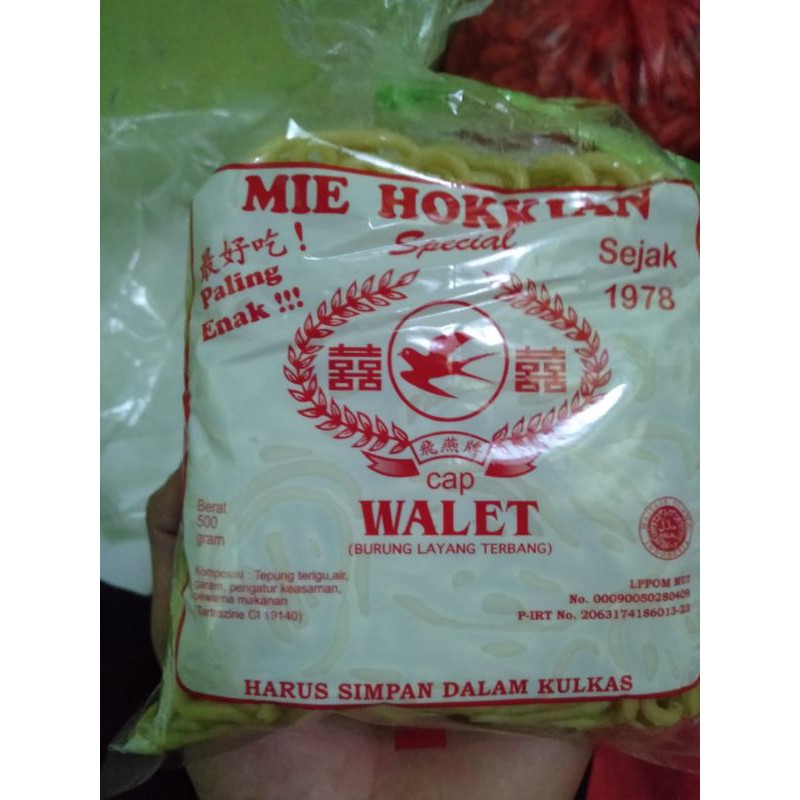 MIE HOKKIAN
Special
最好吃!
Paling
Enak !!!
Sejak
1978
囍 囍
飛燕牌
cap
WALET
(BURUNG LAYANG TERBANG)
Berat
500
gram
Komposisi : Tepung terigu,air,
garam, pengatur keasaman,
pewarna makanan
Tartrazine CI 19140)
LPPOM MUI
No. 00090050280409
P-IRT No. 2063174186013-23
HARUS SIMPAN DALAM KULKAS